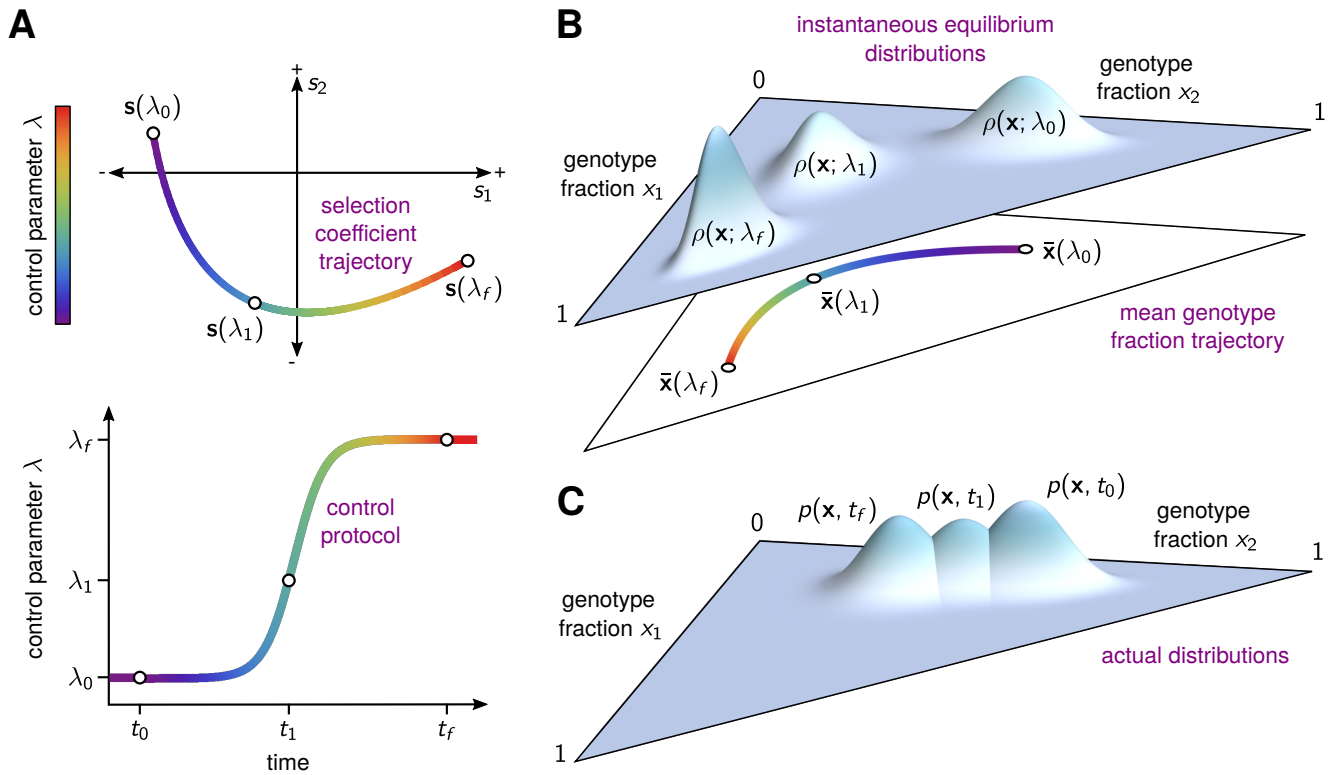 A
control parameter λ
+
s₂
s(λ₀)
-
+
s₁
selection
coefficient
trajectory
s(λ₁)
s(λf)
-
control parameter λ
λf
λ₁
λ₀
control
protocol
t₀
t₁
tf
time
B
instantaneous equilibrium
distributions
0
genotype
fraction x₂
1
genotype
fraction x₁
ρ(x; λ₀)
ρ(x; λ₁)
ρ(x; λf)
1
x̄(λ₀)
x̄(λ₁)
x̄(λf)
mean genotype
fraction trajectory
C
p(x, tf)
p(x, t₁)
p(x, t₀)
0
genotype
fraction x₂
1
genotype
fraction x₁
actual distributions
1